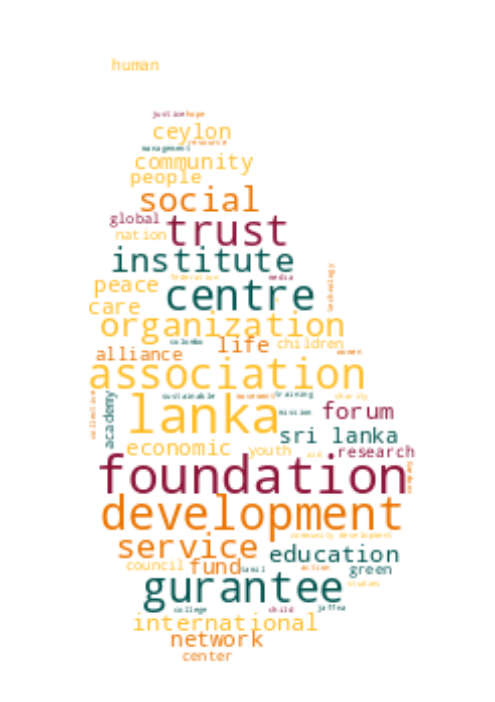 human
justice hope
ceylon
resource
management
community
people
social
global trust
nation
institute
federation media
technology
peace centre
care
organization
colombo life children
alliance women
association
collective academy sustainable movement training charity
lanka mission forum
sri lanka
economic youth aid research
foundation
development
community development
service education
council fund tamil action green
gurantee studies
college child jaffna
international
network
center